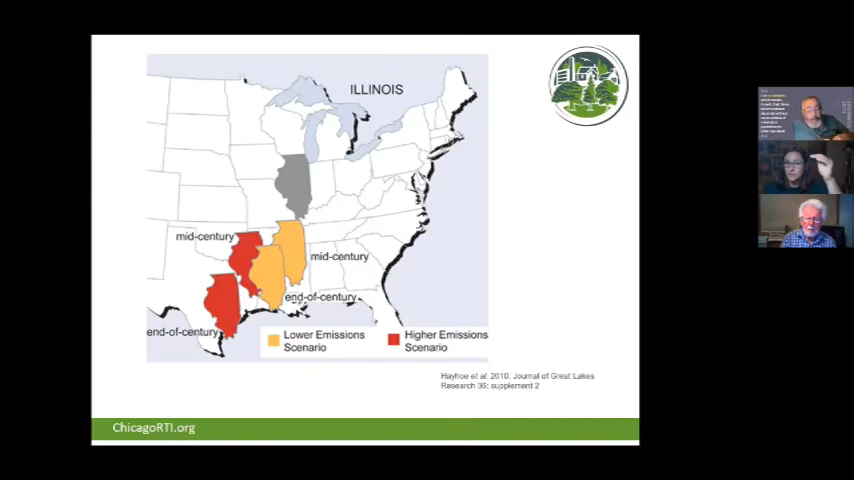 ILLINOIS
mid-century
mid-century
end-of-century
end-of-century
Lower Emissions
Scenario
Higher Emissions
Scenario
Hayhoe et al. 2010. Journal of Great Lakes
Research 36: supplement 2
ChicagoRTI.org